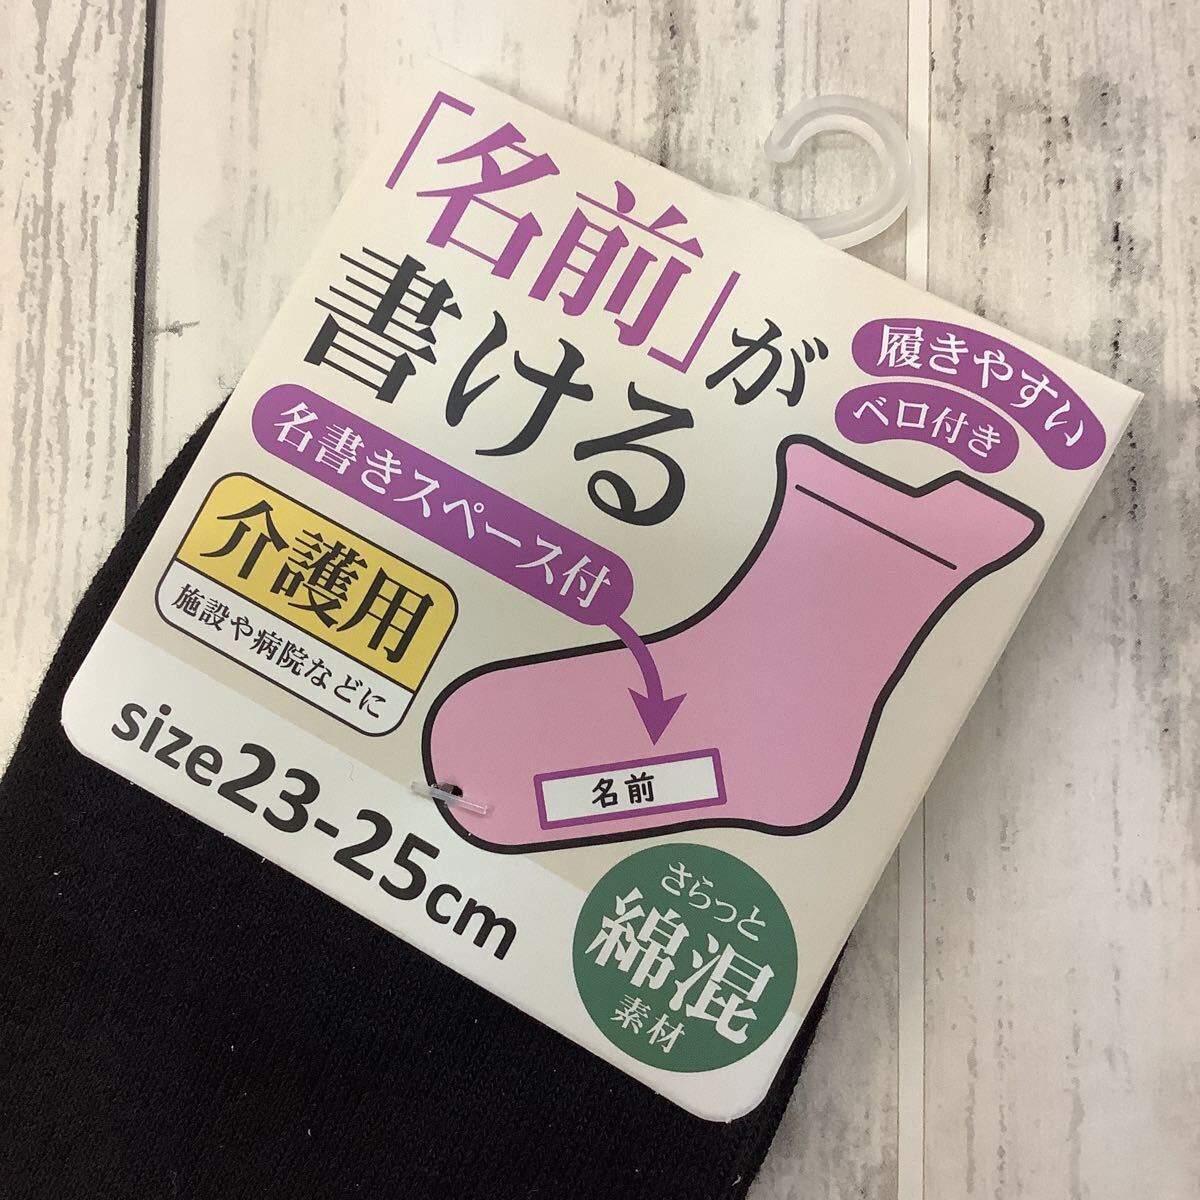 「名前」が
書ける
名書きスペース付
履きやすい
ベロ付き
介護用
施設や病院などに
名前
size23-25cm
さらっと
綿混
素材